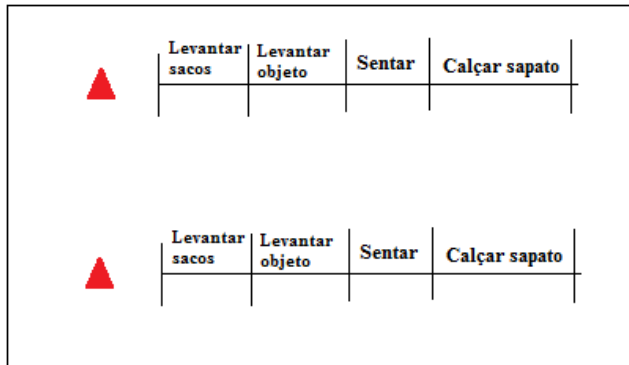 Levantar sacos
Levantar objeto
Sentar
Calçar sapato
Levantar sacos
Levantar objeto
Sentar
Calçar sapato